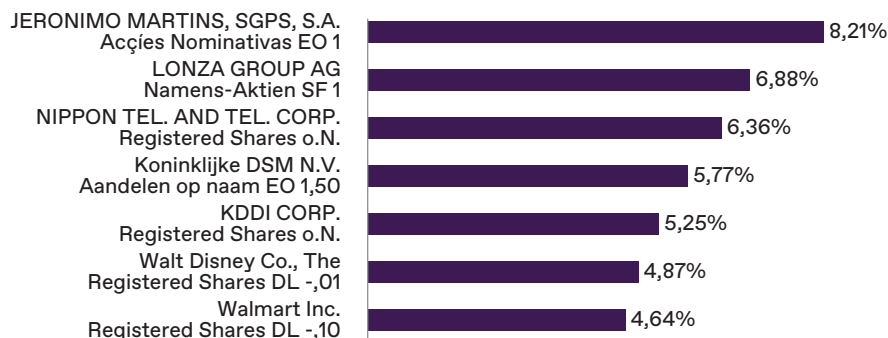 JERONIMO MARTINS, SGPS, S.A.
Acçíes Nominativas EO 1
8,21%
LONZA GROUP AG
Namens-Aktien SF 1
6,88%
NIPPON TEL. AND TEL. CORP.
Registered Shares o.N.
6,36%
Koninklijke DSM N.V.
Aandelen op naam EO 1,50
5,77%
KDDI CORP.
Registered Shares o.N.
5,25%
Walt Disney Co., The
Registered Shares DL -,01
4,87%
Walmart Inc.
Registered Shares DL -,10
4,64%